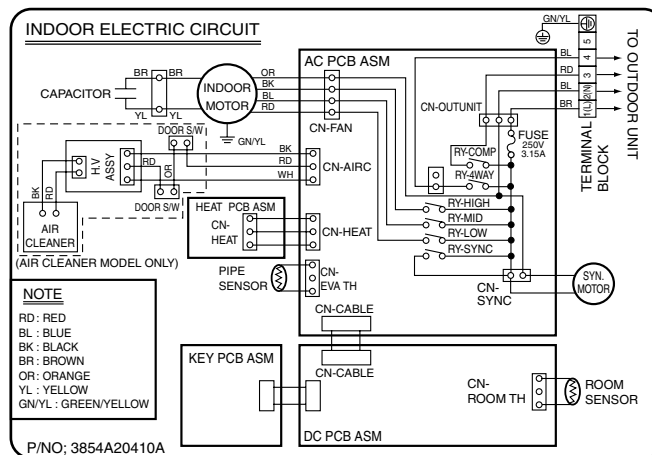 INDOOR ELECTRIC CIRCUIT
GN/YL
AC PCB ASM
5
4
3
2(N)
1(L)
BL
RD
BL
BR
TO OUTDOOR UNIT
TERMINAL
BLOCK
CAPACITOR
BR
BR
YL
YL
INDOOR
MOTOR
GN/YL
OR
BK
BL
RD
CN-FAN
CN-OUTUNIT
FUSE
250V
3.15A
DOOR S/W
H.V
ASSY
RD
OR
DOOR S/W
BK
RD
BK
RD
WH
CN-AIRC
RY-COMP
RY-4WAY
RY-HIGH
RY-MID
RY-LOW
RY-SYNC
AIR
CLEANER
(AIR CLEANER MODEL ONLY)
HEAT PCB ASM
CN-
HEAT
CN-HEAT
PIPE
SENSOR
CN-
EVA TH
CN-
SYNC
SYN.
MOTOR
NOTE
RD : RED
BL : BLUE
BK : BLACK
BR : BROWN
OR : ORANGE
YL : YELLOW
GN/YL : GREEN/YELLOW
CN-CABLE
CN-CABLE
KEY PCB ASM
CN-
ROOM TH
ROOM
SENSOR
DC PCB ASM
P/NO; 3854A20410A